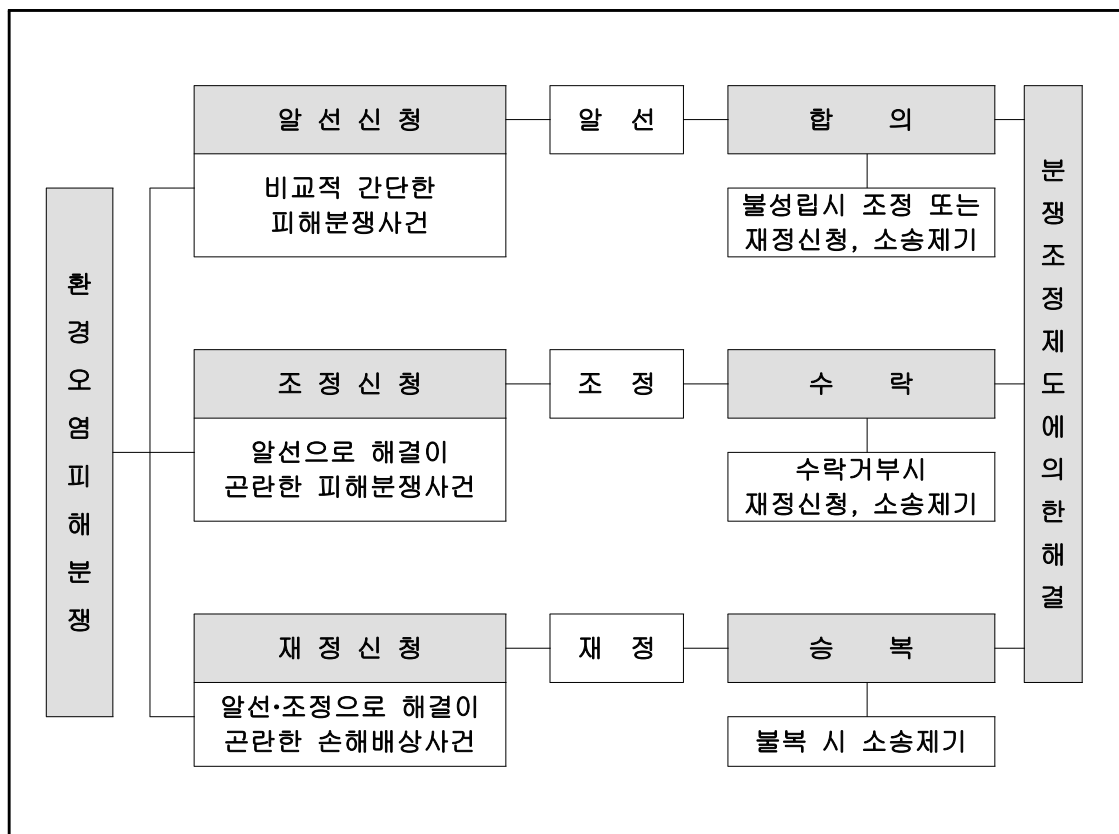 환경오염피해분쟁
알 선 신 청
비교적 간단한
피해분쟁사건
알 선
합 의
불성립시 조정 또는
재정신청, 소송제기
조 정 신 청
알선으로 해결이
곤란한 피해분쟁사건
조 정
수 락
수락거부시
재정신청, 소송제기
재 정 신 청
알선·조정으로 해결이
곤란한 손해배상사건
재 정
승 복
불복 시 소송제기
분쟁조정제도에의한해결